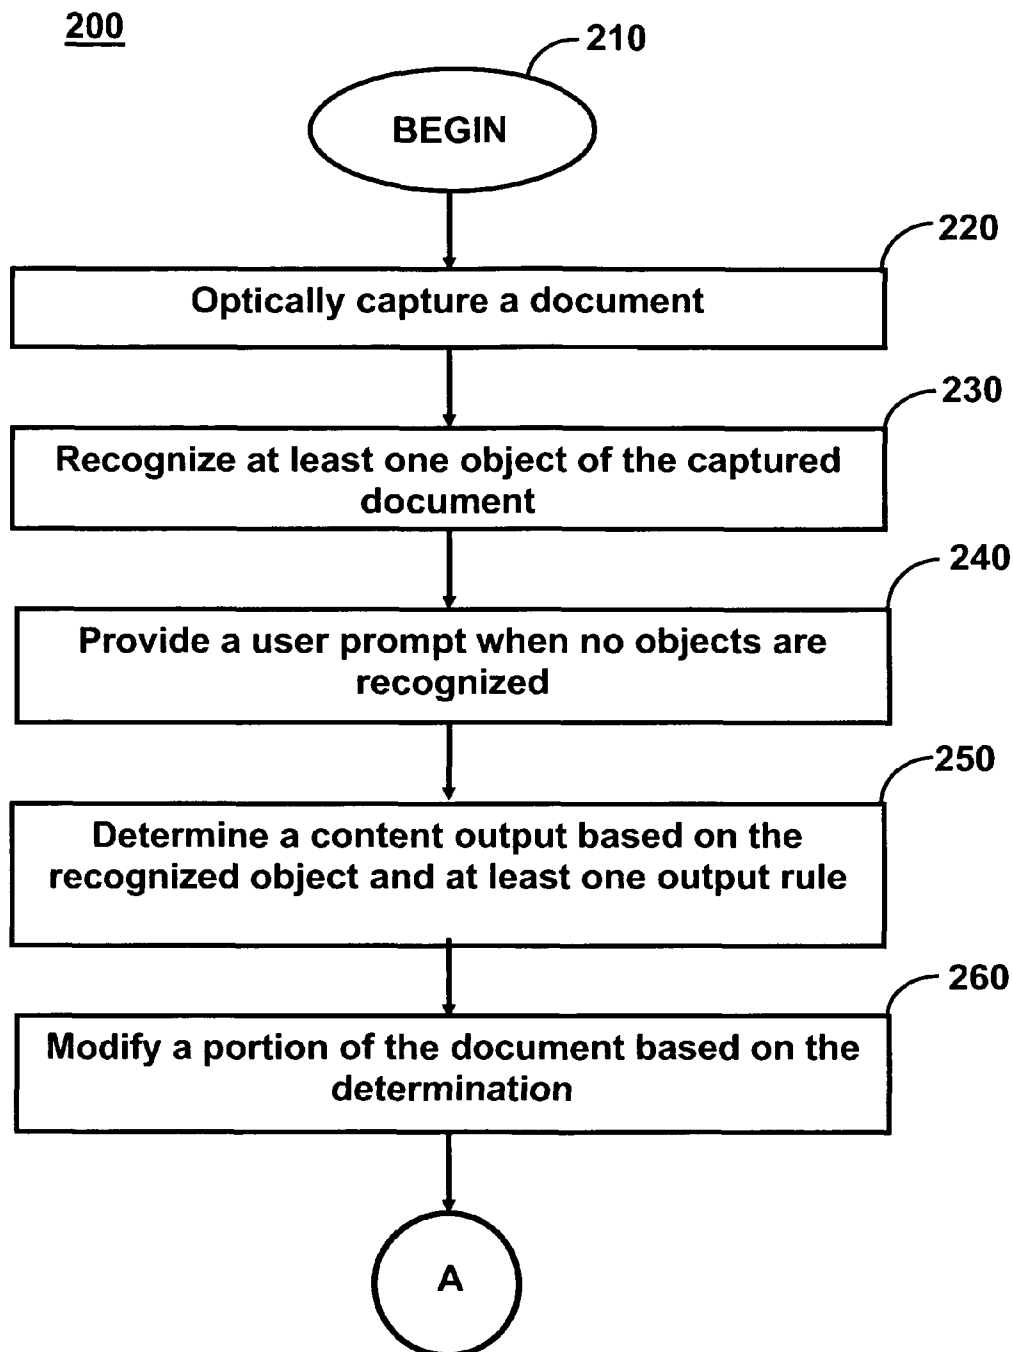 200
210
BEGIN
220
Optically capture a document
230
Recognize at least one object of the captured
document
240
Provide a user prompt when no objects are
recognized
250
Determine a content output based on the
recognized object and at least one output rule
260
Modify a portion of the document based on the
determination
A